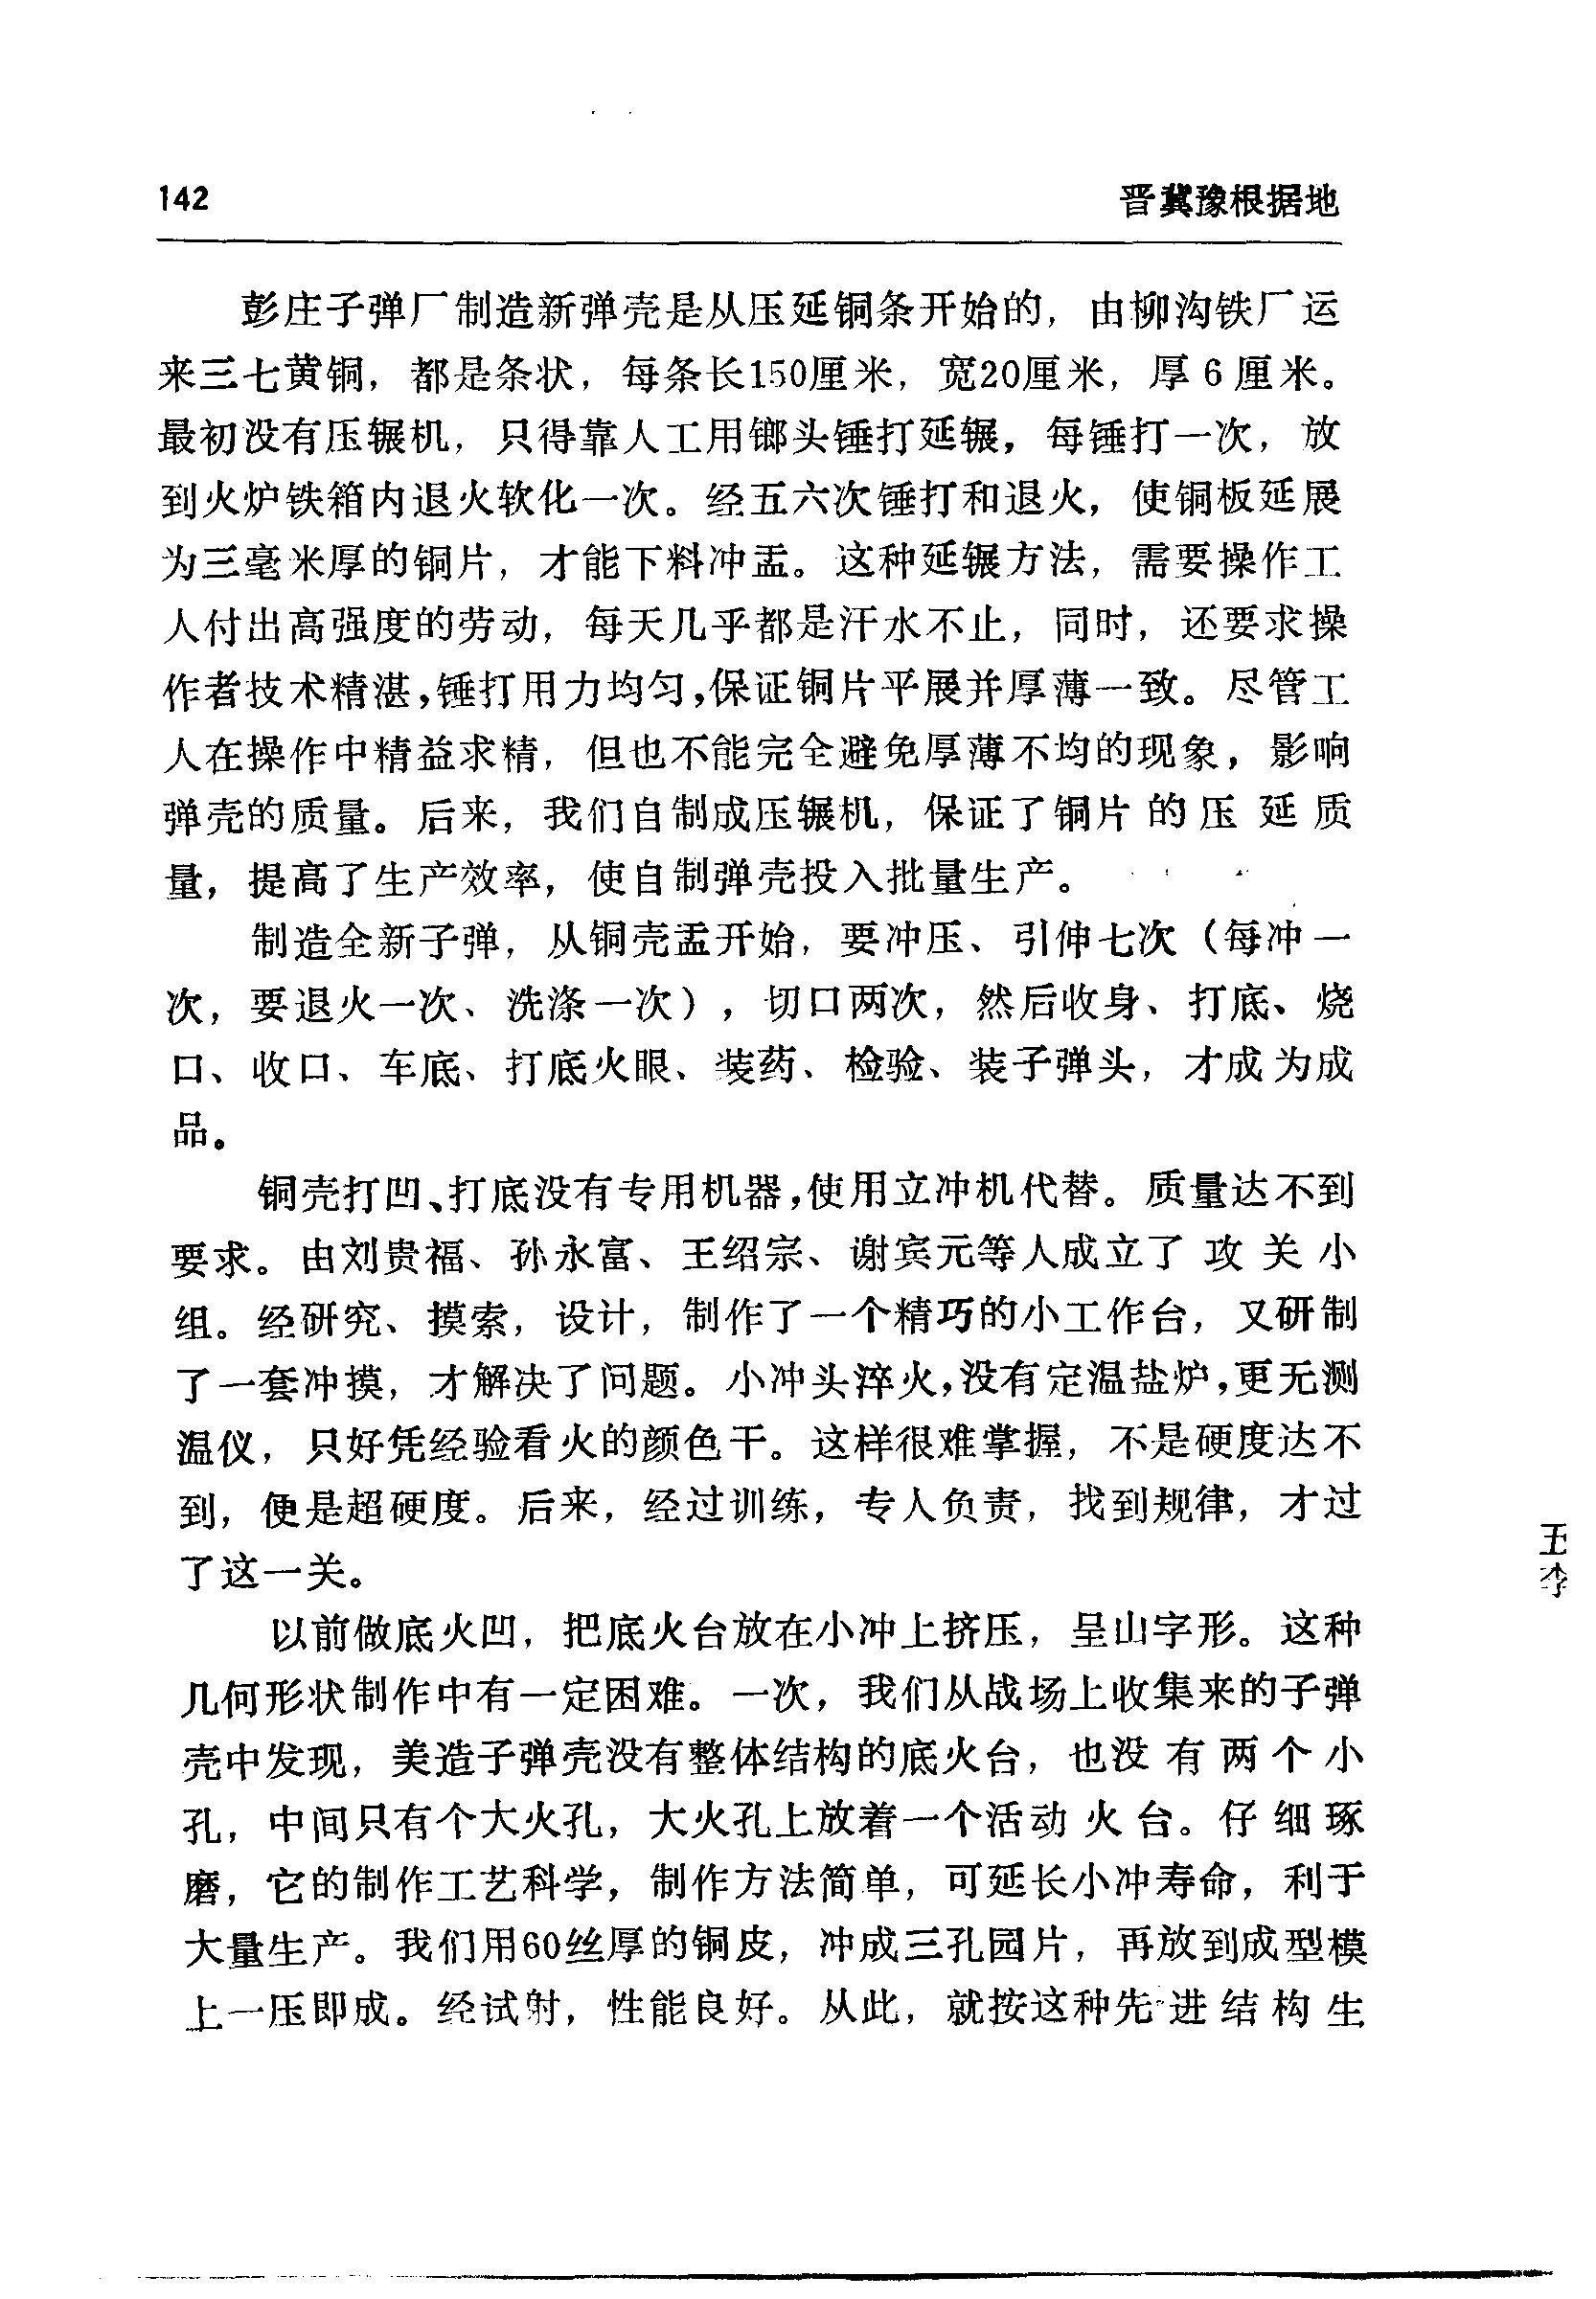 142
晋冀豫根据地
彭庄子弹厂制造新弹壳是从压延铜条开始的，由柳沟铁厂运
来三七黄铜，都是条状，每条长150厘米，宽20厘米，厚6厘米。
最初没有压辗机，只得靠人工用鎯头锤打延辗，每锤打一次，放
到火炉铁箱内退火软化一次。经五六次锤打和退火，使铜板延展
为三毫米厚的铜片，才能下料冲盂。这种延辗方法，需要操作工
人付出高强度的劳动，每天几乎都是汗水不止，同时，还要求操
作者技术精湛，锤打用力均匀，保证铜片平展并厚薄一致。尽管工
人在操作中精益求精，但也不能完全避免厚薄不均的现象，影响
弹壳的质量。后来，我们自制成压辗机，保证了铜片的压延质
量，提高了生产效率，使自制弹壳投入批量生产。
制造全新子弹，从铜壳盂开始，要冲压、引伸七次（每冲一
次，要退火一次、洗涤一次），切口两次，然后收身、打底、烧
口、收口、车底、打底火眼、装药、检验、装子弹头，才成为成
品。
铜壳打凹、打底没有专用机器，使用立冲机代替。质量达不到
要求。由刘贵福、孙永富、王绍宗、谢宾元等人成立了攻关小
组。经研究、摸索，设计，制作了一个精巧的小工作台，又研制
了一套冲摸，才解决了问题。小冲头淬火，没有定温盐炉，更无测
温仪，只好凭经验看火的颜色干。这样很难掌握，不是硬度达不
到，便是超硬度。后来，经过训练，专人负责，找到规律，才过
了这一关。
以前做底火凹，把底火台放在小冲上挤压，呈山字形。这种
几何形状制作中有一定困难。一次，我们从战场上收集来的子弹
壳中发现，美造子弹壳没有整体结构的底火台，也没有两个小
孔，中间只有个大火孔，大火孔上放着一个活动火台。仔细琢
磨，它的制作工艺科学，制作方法简单，可延长小冲寿命，利于
大量生产。我们用60丝厚的铜皮，冲成三孔园片，再放到成型模
上一压即成。经试射，性能良好。从此，就按这种先进结构生